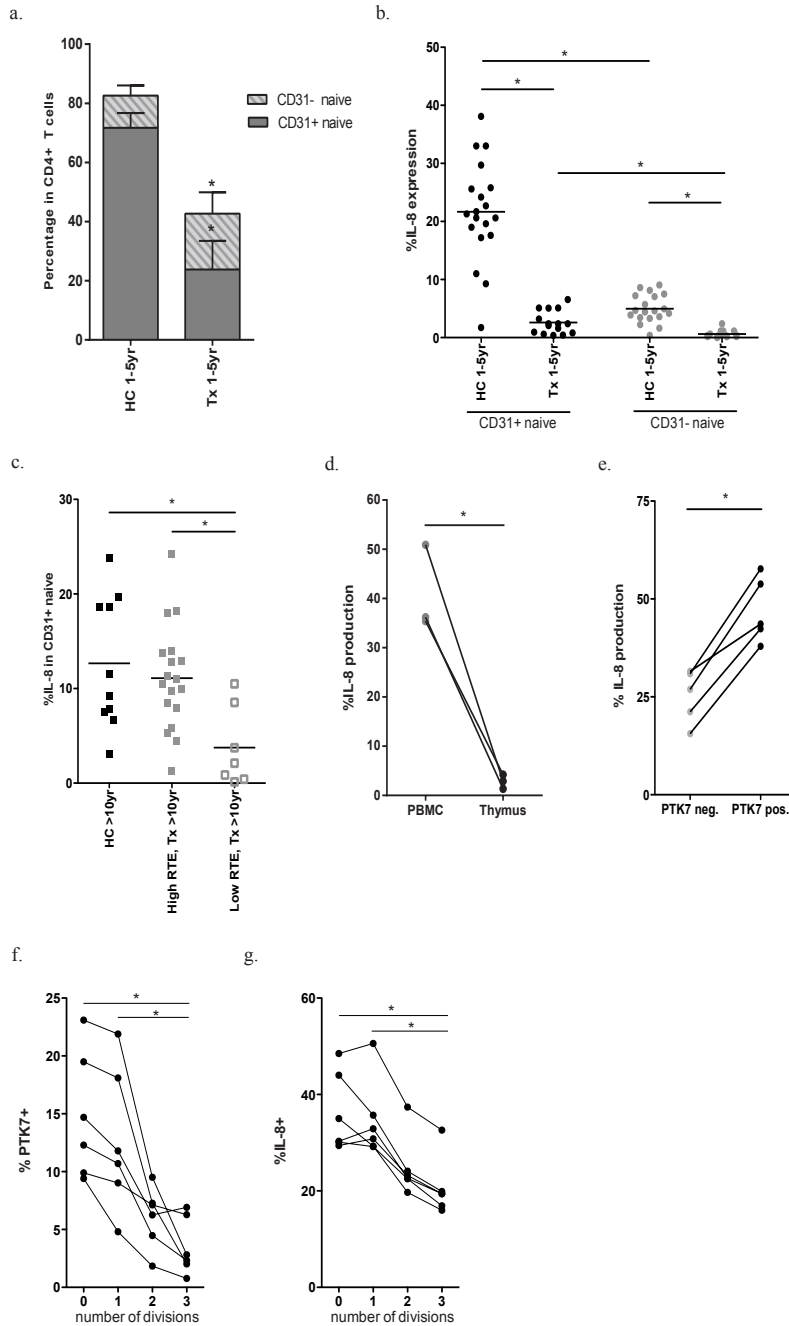 a.
100
80
60
40
20
0
Percentage in CD4+ T cells
*
*
HC 1-5yr
Tx 1-5yr
CD31- naive
CD31+ naive
b.
50
40
30
20
10
0
%IL-8 expression
*
*
*
*
HC 1-5yr
Tx 1-5yr
HC 1-5yr
Tx 1-5yr
CD31+ naive
CD31- naive
c.
30
20
10
0
%IL-8 in CD31+ naive
*
*
HC >10yr
High RTE, Tx >10yr
Low RTE, Tx >10yr
d.
60
50
40
30
20
10
0
%IL-8 production
*
PBMC
Thymus
e.
75
50
25
0
% IL-8 production
*
PTK7 neg.
PTK7 pos.
f.
25
20
15
10
5
0
% PTK7+
*
*
0 1 2 3
number of divisions
g.
60
40
20
0
%IL-8+
*
*
0 1 2 3
number of divisions